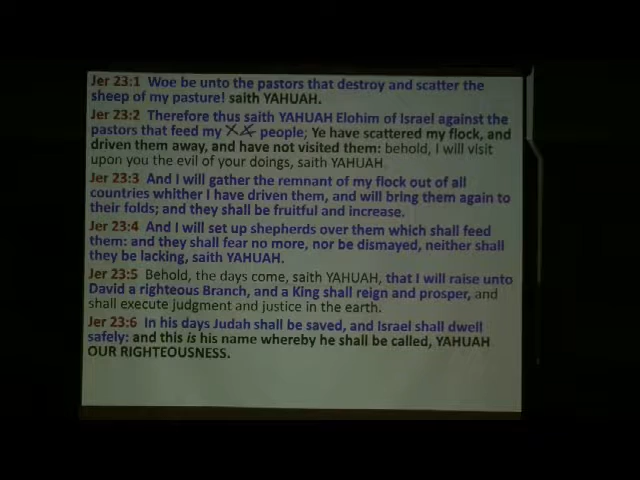 Jer 23:1 Woe be unto the pastors that destroy and scatter the
sheep of my pasture! saith YAHUAH.
Jer 23:2 Therefore thus saith YAHUAH Elohim of Israel against the
pastors that feed my people; Ye have scattered my flock, and
driven them away, and have not visited them: behold, I will visit
upon you the evil of your doings, saith YAHUAH
Jer 23:3 And I will gather the remnant of my flock out of all
countries whither I have driven them, and will bring them again to
their folds; and they shall be fruitful and increase.
Jer 23:4 And I will set up shepherds over them which shall feed
them: and they shall fear no more, nor be dismayed, neither shall
they be lacking, saith YAHUAH.
Jer 23:5 Behold, the days come, saith YAHUAH, that I will raise unto
David a righteous Branch, and a King shall reign and prosper, and
shall execute judgment and justice in the earth.
Jer 23:6 In his days Judah shall be saved, and Israel shall dwell
safely: and this is his name whereby he shall be called, YAHUAH
OUR RIGHTEOUSNESS.